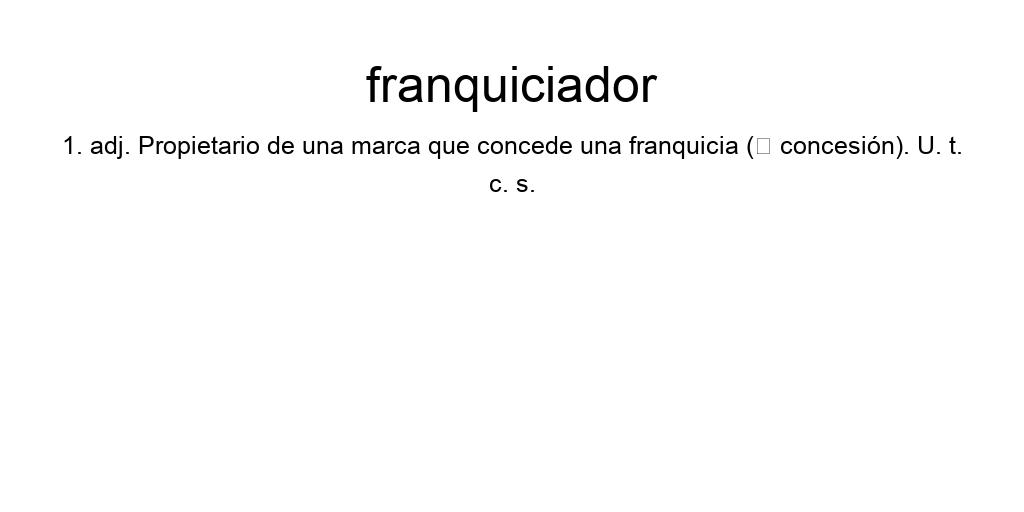 franquiciador
1. adj. Propietario de una marca que concede una franquicia (□ concesión). U. t.
c. s.